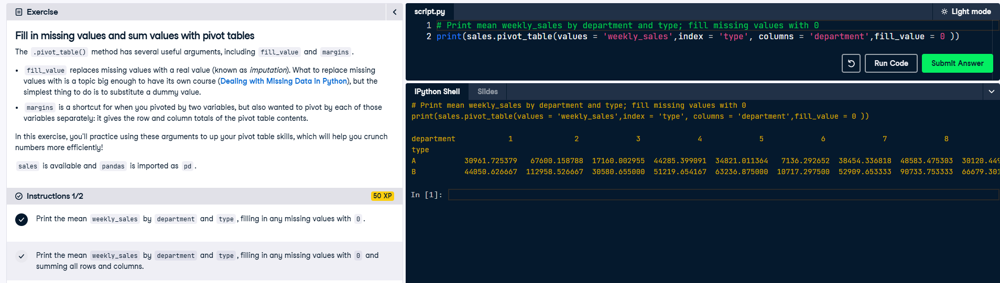 Exercise
Fill in missing values and sum values with pivot tables
The .pivot_table() method has several useful arguments, including fill_value and margins.
• fill_value replaces missing values with a real value (known as imputation). What to replace missing
values with is a topic big enough to have its own course (Dealing with Missing Data in Python), but the
simplest thing to do is to substitute a dummy value.
• margins is a shortcut for when you pivoted by two variables, but also wanted to pivot by each of those
variables separately: it gives the row and column totals of the pivot table contents.
In this exercise, you'll practice using these arguments to up your pivot table skills, which will help you crunch
numbers more efficiently!
sales is available and pandas is imported as pd.
Instructions 1/2
50 XP
Print the mean weekly_sales by department and type, filling in any missing values with 0.
Print the mean weekly_sales by department and type, filling in any missing values with 0 and
summing all rows and columns.
script.py
Light mode
1 # Print mean weekly_sales by department and type; fill missing values with 0
2 print(sales.pivot_table(values = 'weekly_sales',index = 'type', columns = 'department',fill_value = 0 ))
Run Code
Submit Answer
IPython Shell
Slides
# Print mean weekly_sales by department and type; fill missing values with 0
print(sales.pivot_table(values = 'weekly_sales',index = 'type', columns = 'department',fill_value = 0 ))
department 1 2 3 4 5 6 7 8
type
A 30961.725379 67600.158788 17160.002955 44285.399091 34821.011364 7136.292652 38454.336818 48583.475303 30120.449
B 44050.626667 112958.526667 30580.655000 51219.654167 63236.875000 10717.297500 52909.653333 90733.753333 66679.301
In [1]: